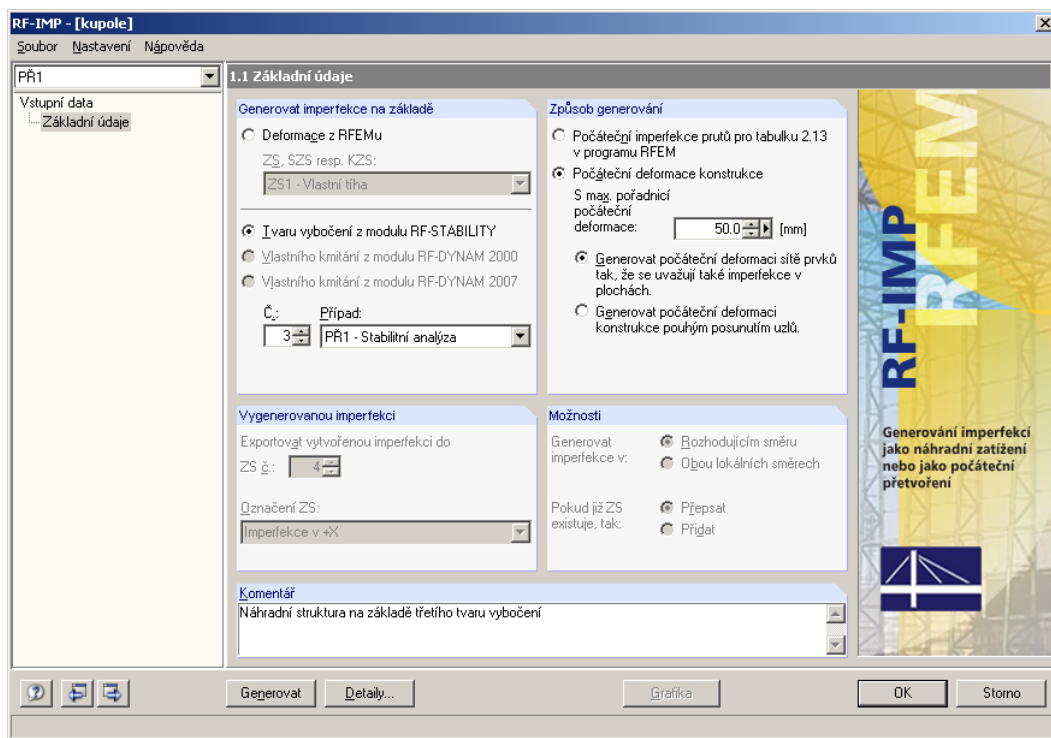 RF-IMP - [kupole]
Soubor Nastavení Nápověda
PŘ1
Vstupní data
Základní údaje
1.1 Základní údaje
Generovat imperfekce na základě
Deformace z RFEMu
ZS, SZS resp. KZS:
ZS1 - Vlastní tíha
Tvaru vybočení z modulu RF-STABILITY
Vlastního kmitání z modulu RF-DYNAM 2000
Vlastního kmitání z modulu RF-DYNAM 2007
Č.: Případ:
3 PŘ1 - Stabilitní analýza
Způsob generování
Počáteční imperfekce prutů pro tabulku 2.13
v programu RFEM
Počáteční deformace konstrukce
S max. pořadnicí
počáteční
deformace: 50.0 [mm]
Generovat počáteční deformaci sítě prvků
tak, že se uvažují také imperfekce v
plochách.
Generovat počáteční deformaci
konstrukce pouhým posunutím uzlů.
Vygenerovanou imperfekci
Exportovat vytvořenou imperfekci do
ZS č.: 4
Označení ZS:
Imperfekce v +X
Možnosti
Generovat
imperfekce v:
Rozhodujícím směru
Obou lokálních směrech
Pokud již ZS
existuje, tak:
Přepsat
Přidat
Komentář
Náhradní struktura na základě třetího tvaru vybočení
RFEM
RF-IMP
Generování imperfekcí
jako náhradní zatížení
nebo jako počáteční
přetvoření
Generovat Detaily... Grafika OK Storno